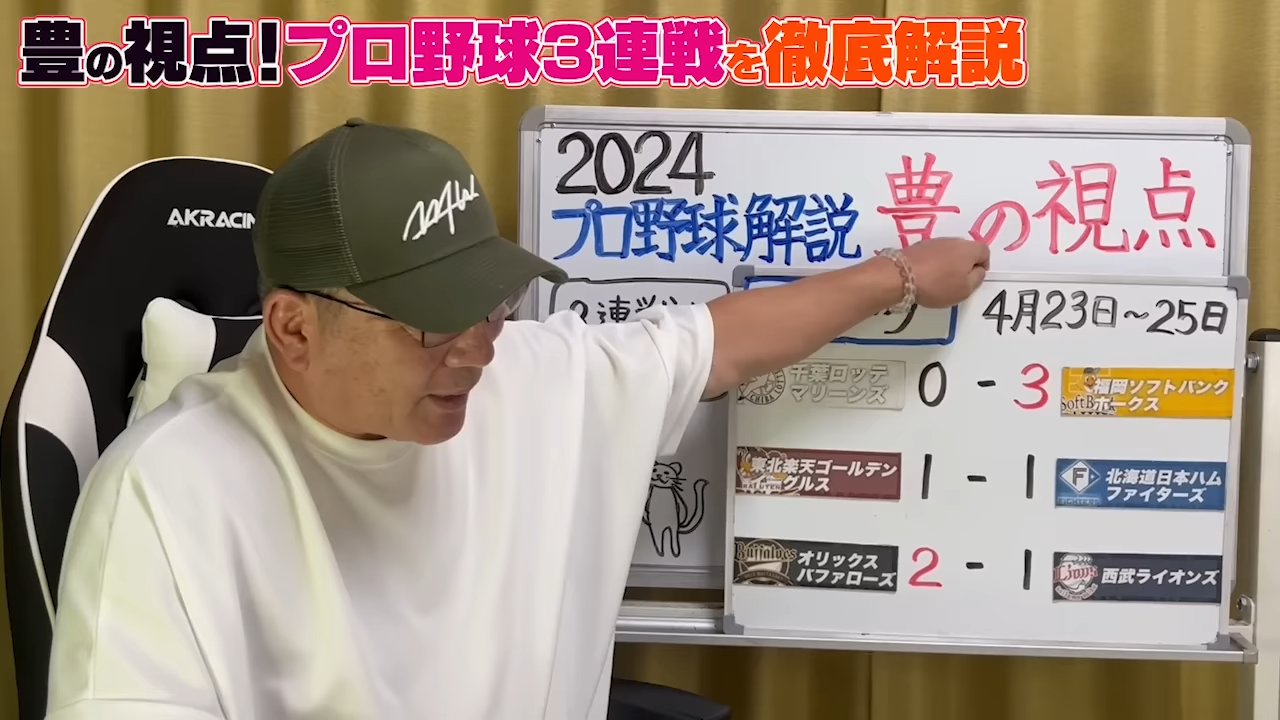 豊の視点!プロ野球3連戦を徹底解説
AKRACIN
2024
プロ野球解説 豊の視点
4月23日~25日
千葉ロッテ
マリーンズ
0 - 3
福岡ソフトバンク
ホークス
東北楽天ゴールデン
グルス
1 - 1
北海道日本ハム
ファイターズ
Buffaloes
オリックス
バファローズ
2 - 1
Lions
西武ライオンズ